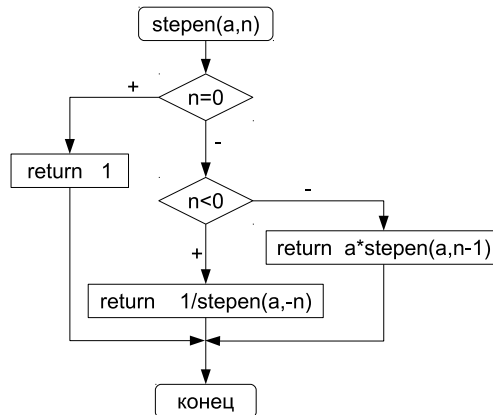 stepen(a,n)
+
n=0
-
return 1
n<0
-
+
return a*stepen(a,n-1)
return 1/stepen(a,-n)
конец